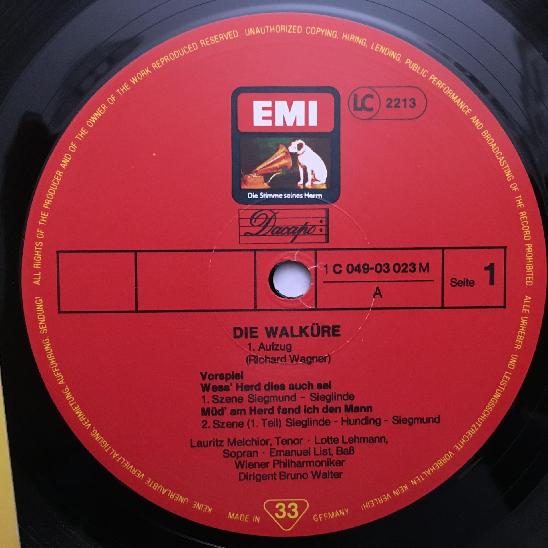 ALL RIGHTS OF THE PRODUCER AND OF THE OWNER OF THE WORK REPRODUCED RESERVED. UNAUTHORIZED COPYING, HIRING, LENDING, PUBLIC PERFORMANCE AND BROADCASTING OF THE RECORD PROHIBITED.
EMI
LC 2213
Die Stimme seines Herrn
Dacapo
1 C 049-03 023 M
A
Seite 1
DIE WALKÜRE
1. Aufzug
(Richard Wagner)
Vorspiel
Wess' Herd dies auch sei
1. Szene Siegmund - Sieglinde
Müd' am Herd fand ich den Mann
2. Szene (1. Teil) Sieglinde - Hunding - Siegmund
Lauritz Melchior, Tenor - Lotte Lehmann,
Sopran - Emanuel List, Baß
Wiener Philharmoniker
Dirigent Bruno Walter
ALLE URHEBER- UND LEISTUNGSSCHUTZRECHTE VORBEHALTEN KEIN VERLEIH! KEINE UNERLAUBTE VERVIELFÄLTIGUNG, VERMIETUNG, AUFFÜHRUNG, SENDUNG!
MADE IN 33 GERMANY